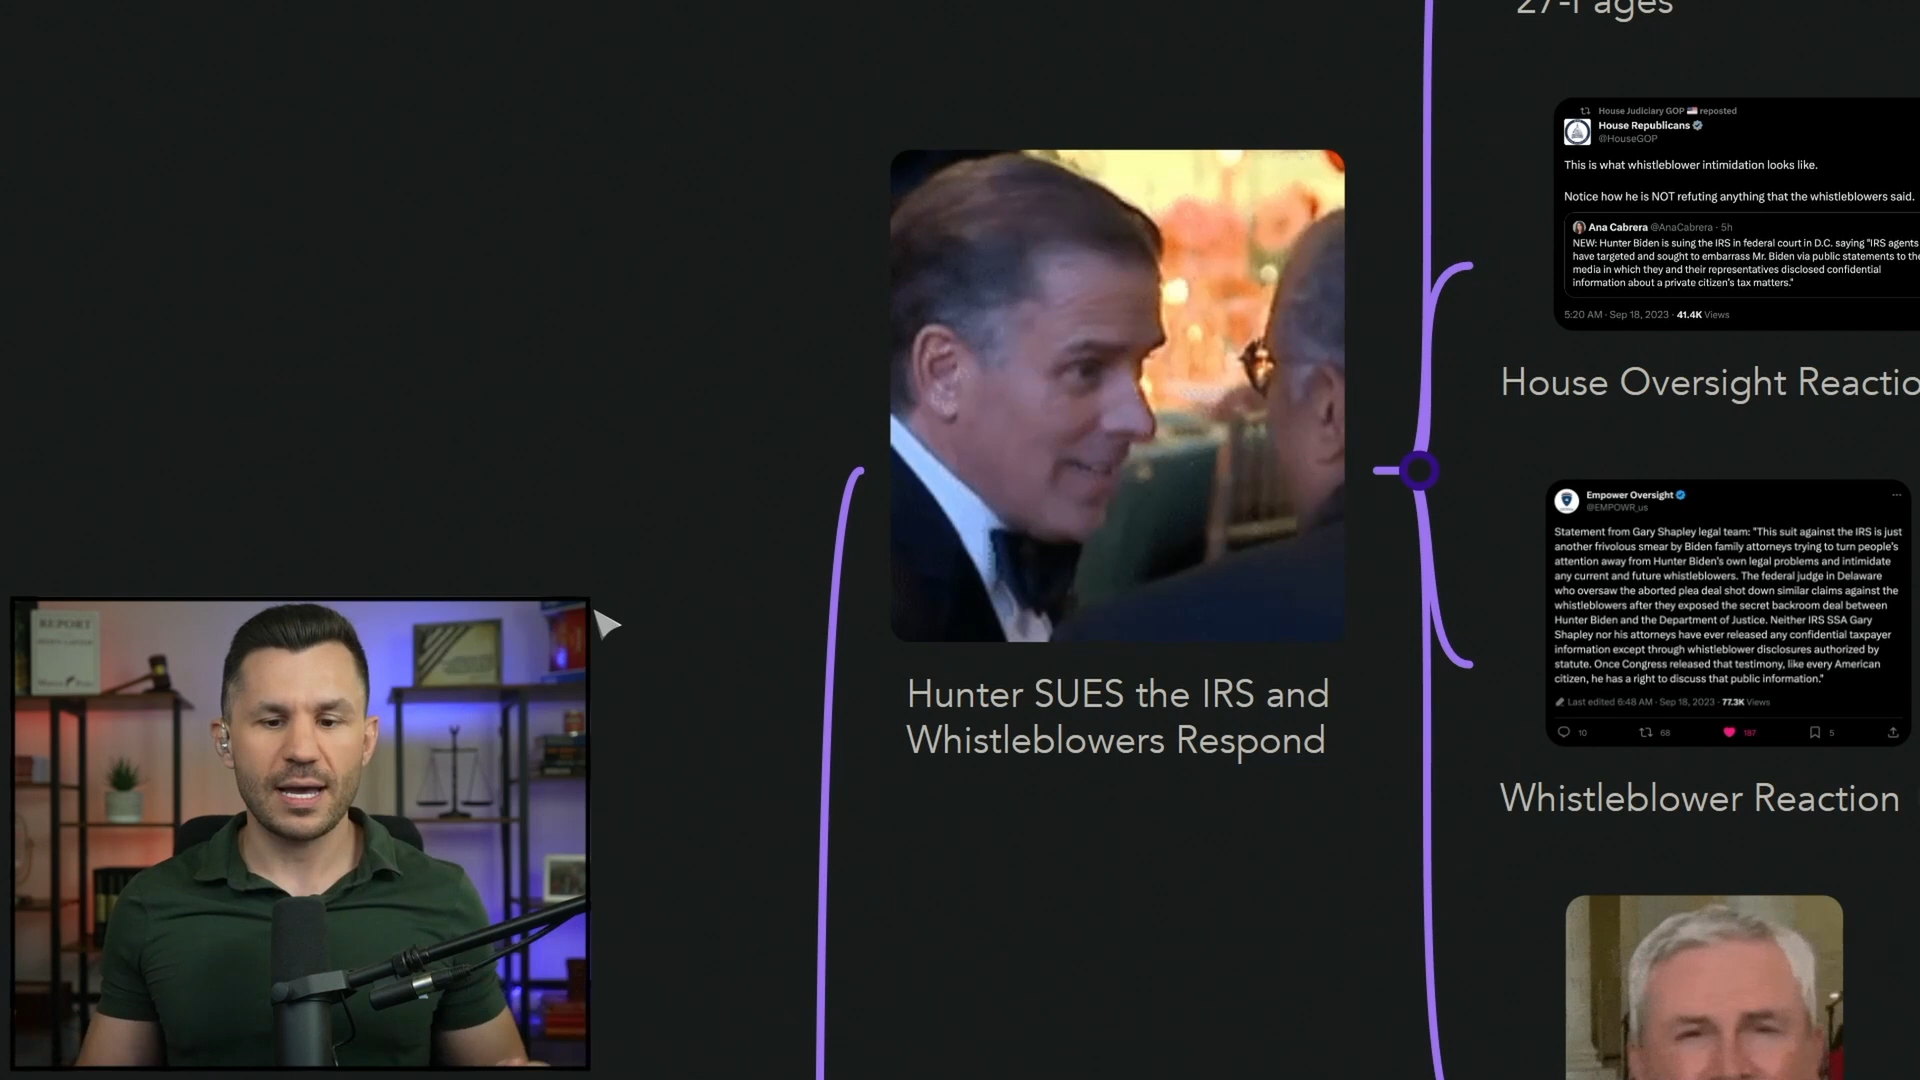 27-Pages
House Judiciary GOP reposted
House Republicans
@HouseGOP
This is what whistleblower intimidation looks like.
Notice how he is NOT refuting anything that the whistleblowers said.
Ana Cabrera @AnaCabrera · 5h
NEW: Hunter Biden is suing the IRS in federal court in D.C. saying "IRS agents
have targeted and sought to embarrass Mr. Biden via public statements to the
media in which they and their representatives disclosed confidential
information about a private citizen's tax matters."
5:20 AM · Sep 18, 2023 · 41.4K Views
House Oversight Reactio
Empower Oversight
@EMPOWR_us
Statement from Gary Shapley legal team: "This suit against the IRS is just
another frivolous smear by Biden family attorneys trying to turn people's
attention away from Hunter Biden's own legal problems and intimidate
any current and future whistleblowers. The federal judge in Delaware
who oversaw the aborted plea deal shot down similar claims against the
whistleblowers after they exposed the secret backroom deal between
Hunter Biden and the Department of Justice. Neither IRS SSA Gary
Shapley nor his attorneys have ever released any confidential taxpayer
information except through whistleblower disclosures authorized by
statute. Once Congress released that testimony, like every American
citizen, he has a right to discuss that public information."
Last edited 6:48 AM · Sep 18, 2023 · 77.3K Views
10 68 187 5
Hunter SUES the IRS and
Whistleblowers Respond
Whistleblower Reaction
REPORT